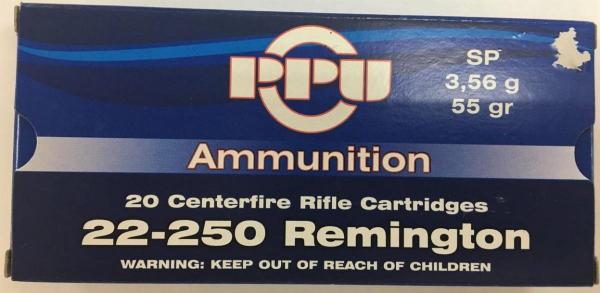 PPU
SP
3,56 g
55 gr
Ammunition
20 Centerfire Rifle Cartridges
22-250 Remington
WARNING: KEEP OUT OF REACH OF CHILDREN